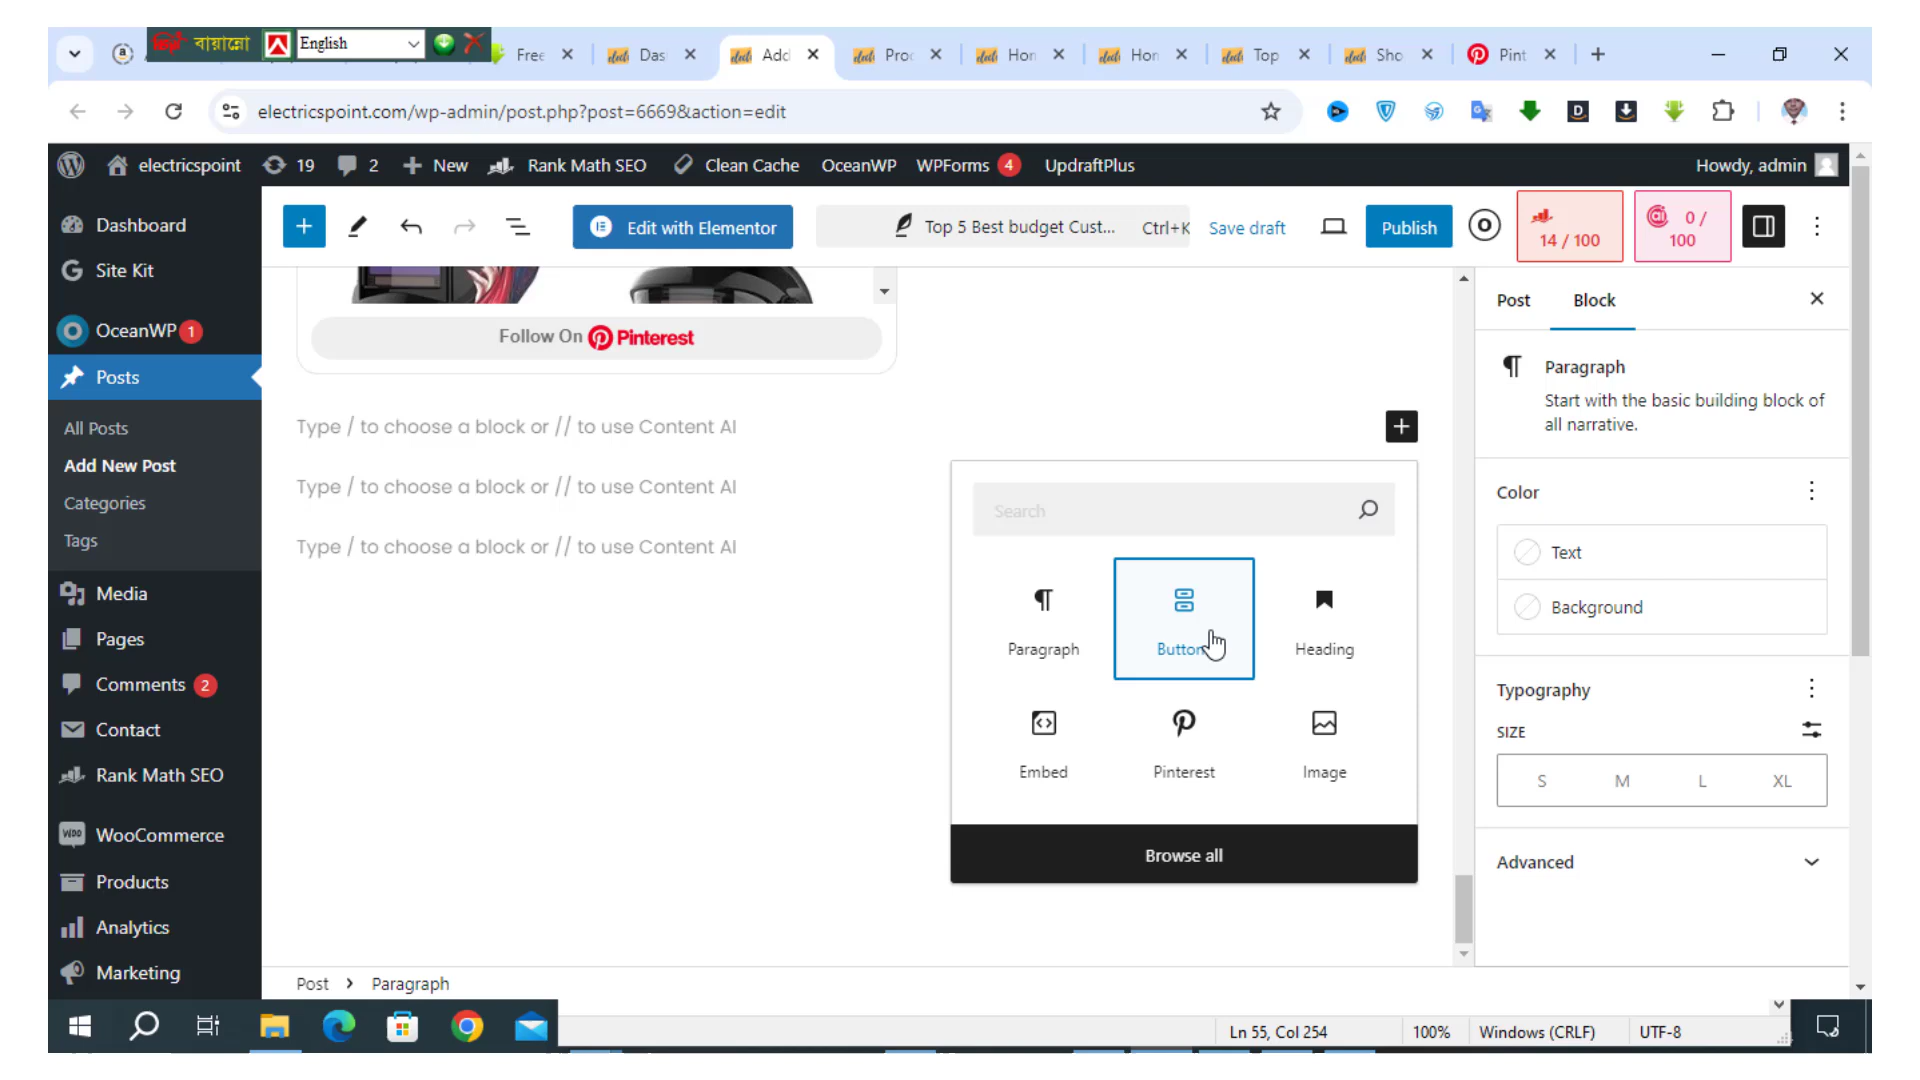 বায়ান্নো
English
Free
Das
Add
Proc
Hon
Hon
Top
Sho
Pint
electricspoint.com/wp-admin/post.php?post=6669&action=edit
electricspoint
19
2
New
Rank Math SEO
Clean Cache
OceanWP
WPForms 4
UpdraftPlus
Howdy, admin
Edit with Elementor
Top 5 Best budget Cust...
Ctrl+K
Save draft
Publish
14 / 100
0 / 100
Dashboard
Site Kit
OceanWP 1
Posts
All Posts
Add New Post
Categories
Tags
Media
Pages
Comments 2
Contact
Rank Math SEO
WooCommerce
Products
Analytics
Marketing
Follow On Pinterest
Type / to choose a block or // to use Content AI
Type / to choose a block or // to use Content AI
Type / to choose a block or // to use Content AI
Search
Paragraph
Button
Heading
Embed
Pinterest
Image
Browse all
Post
Block
Paragraph
Start with the basic building block of
all narrative.
Color
Text
Background
Typography
SIZE
S
M
L
XL
Advanced
Post
Paragraph
Ln 55, Col 254
100%
Windows (CRLF)
UTF-8